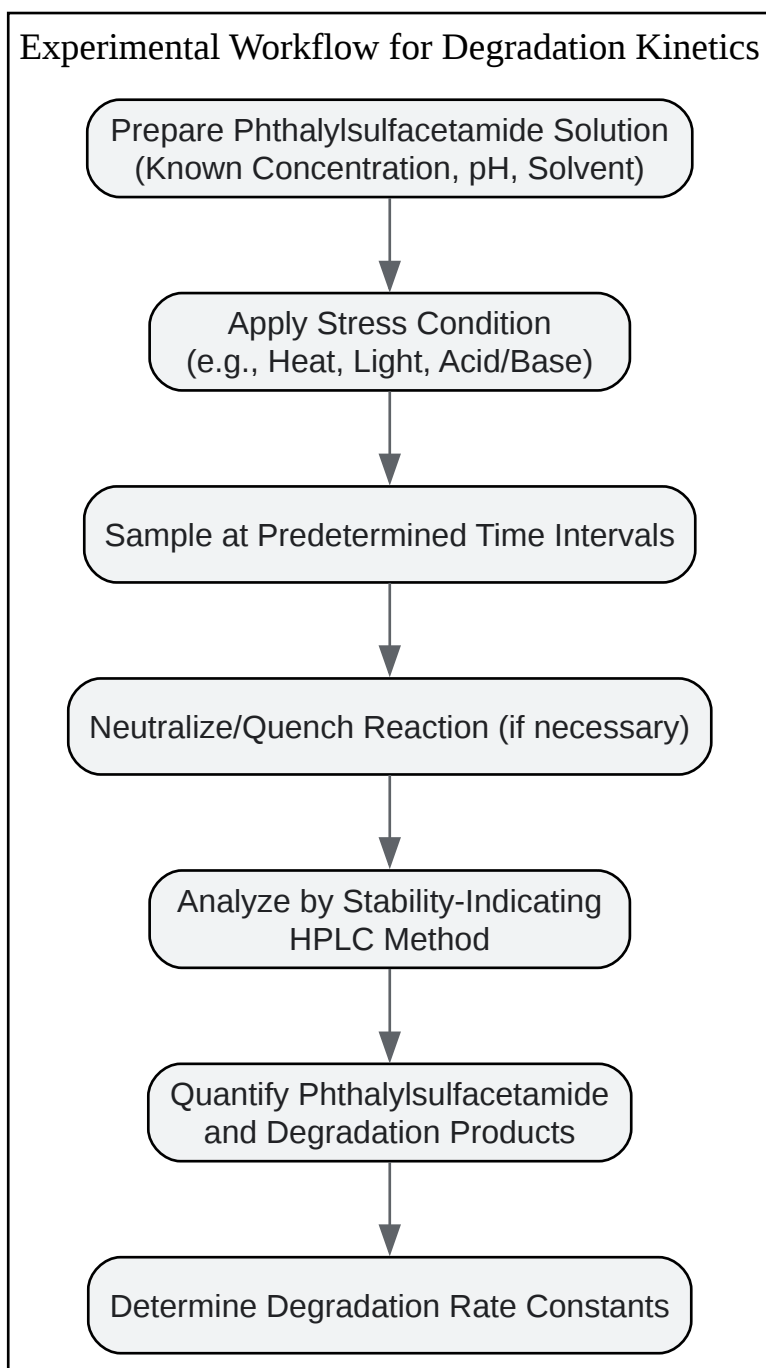 Experimental Workflow for Degradation Kinetics
Prepare Phthalylsulfacetamide Solution
(Known Concentration, pH, Solvent)
Apply Stress Condition
(e.g., Heat, Light, Acid/Base)
Sample at Predetermined Time Intervals
Neutralize/Quench Reaction (if necessary)
Analyze by Stability-Indicating
HPLC Method
Quantify Phthalylsulfacetamide
and Degradation Products
Determine Degradation Rate Constants